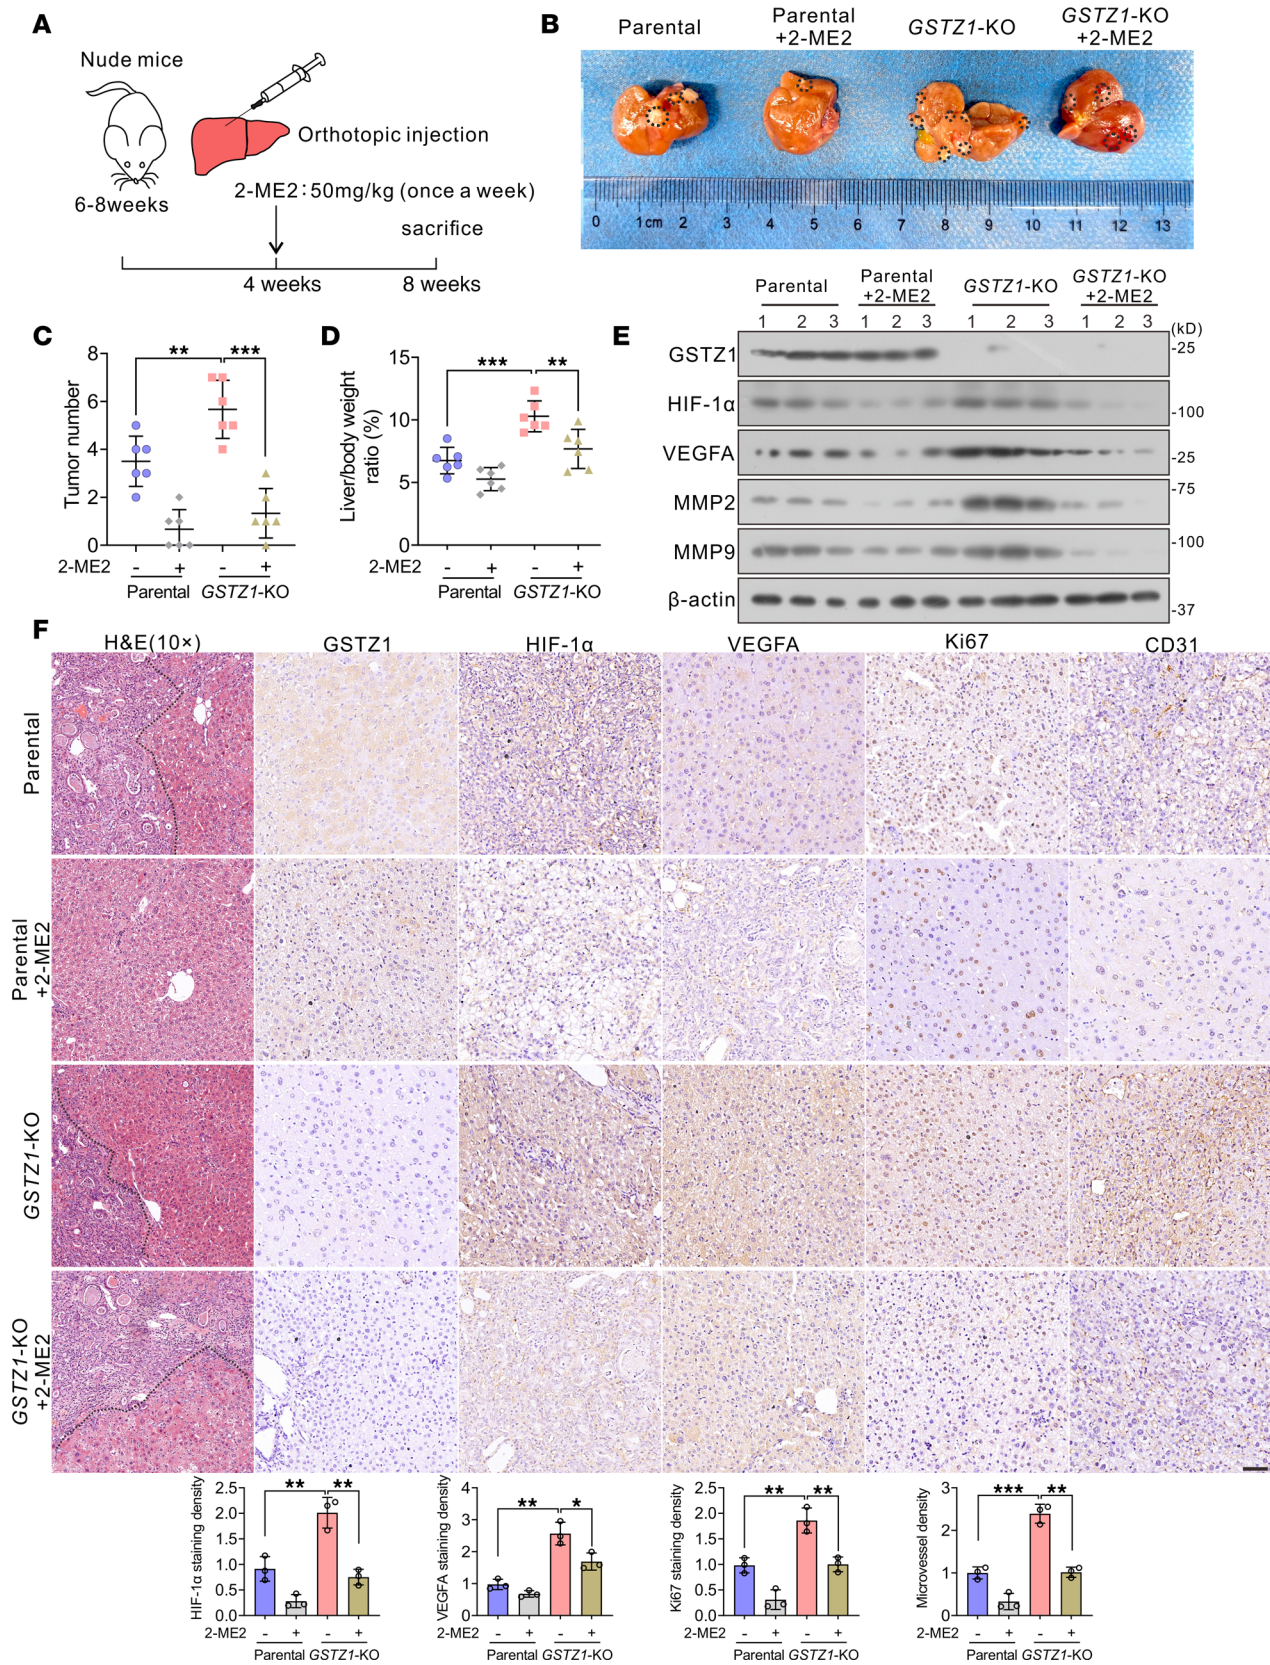 A
Nude mice
6-8weeks
Orthotopic injection
2-ME2：50mg/kg (once a week)
sacrifice
4 weeks
8 weeks
B
Parental
Parental
+2-ME2
GSTZ1-KO
GSTZ1-KO
+2-ME2
0 1cm 2 3 4 5 6 7 8 9 10 11 12 13
C
Tumor number
8
6
4
2
0
** ***
2-ME2 - + - +
Parental GSTZ1-KO
D
Liver/body weight
ratio (%)
15
10
5
0
*** **
2-ME2 - + - +
Parental GSTZ1-KO
E
Parental
Parental
+2-ME2
GSTZ1-KO
GSTZ1-KO
+2-ME2
1 2 3 1 2 3 1 2 3 1 2 3
(kD)
GSTZ1 -25
HIF-1α -100
VEGFA -25
MMP2 -75
MMP9 -100
β-actin -37
F
H&E(10×) GSTZ1 HIF-1α VEGFA Ki67 CD31
Parental
Parental
+2-ME2
GSTZ1-KO
GSTZ1-KO
+2-ME2
HIF-1α staining density
2.5
2.0
1.5
1.0
0.5
0.0
** **
2-ME2 - + - +
Parental GSTZ1-KO
VEGFA staining density
4
3
2
1
0
** *
2-ME2 - + - +
Parental GSTZ1-KO
Ki67 staining density
2.5
2.0
1.5
1.0
0.5
0.0
** **
2-ME2 - + - +
Parental GSTZ1-KO
Microvessel density
3
2
1
0
*** **
2-ME2 - + - +
Parental GSTZ1-KO